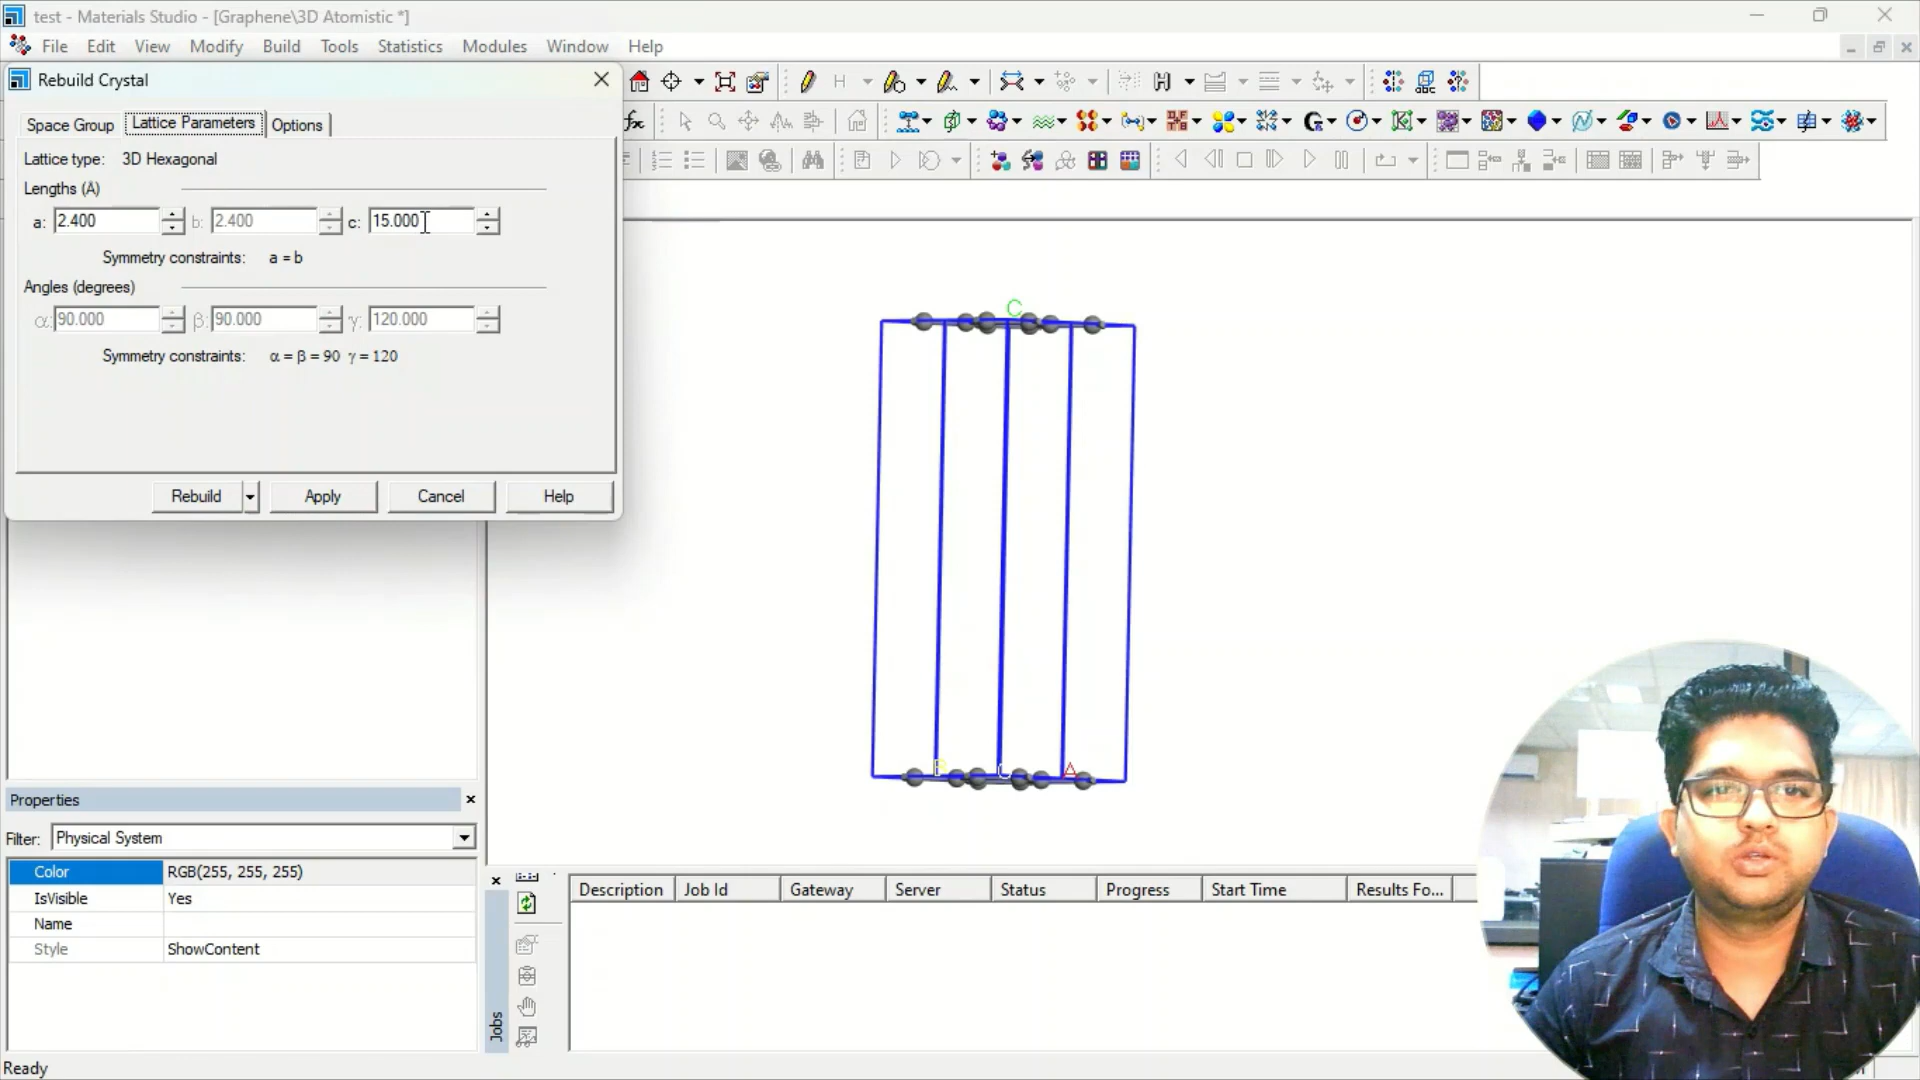 test - Materials Studio - [Graphene\3D Atomistic *]
File Edit View Modify Build Tools Statistics Modules Window Help
Rebuild Crystal
Space Group Lattice Parameters Options
Lattice type: 3D Hexagonal
Lengths (Å)
a: 2.400 b: 2.400 c: 15.000
Symmetry constraints: a = b
Angles (degrees)
α: 90.000 β: 90.000 γ: 120.000
Symmetry constraints: α = β = 90 γ = 120
Rebuild Apply Cancel Help
C
B O A
Properties
Filter: Physical System
Color RGB(255, 255, 255)
IsVisible Yes
Name
Style ShowContent
Jobs
Description Job Id Gateway Server Status Progress Start Time Results Fo...
Ready